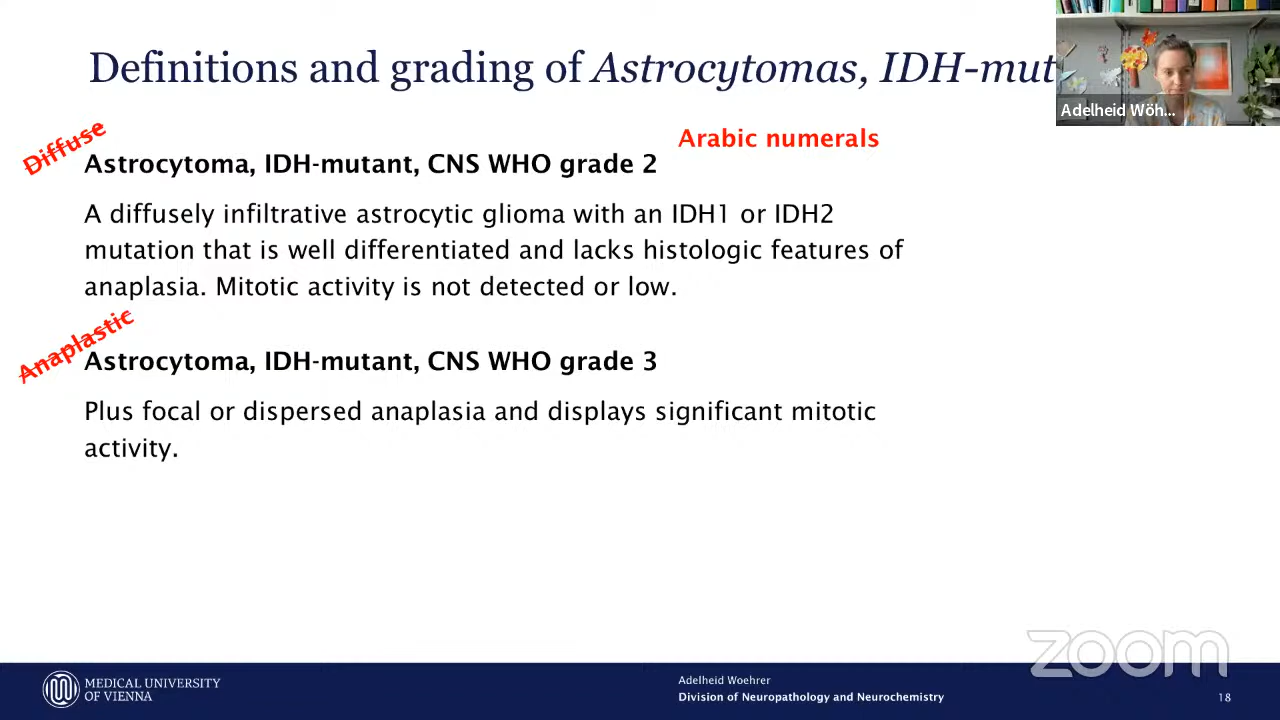 Definitions and grading of Astrocytomas, IDH-mut
Adelheid Wöh...
Diffuse
Arabic numerals
Astrocytoma, IDH-mutant, CNS WHO grade 2
A diffusely infiltrative astrocytic glioma with an IDH1 or IDH2
mutation that is well differentiated and lacks histologic features of
anaplasia. Mitotic activity is not detected or low.
Anaplastic
Astrocytoma, IDH-mutant, CNS WHO grade 3
Plus focal or dispersed anaplasia and displays significant mitotic
activity.
zoom
MEDICAL UNIVERSITY
OF VIENNA
Adelheid Woehrer
Division of Neuropathology and Neurochemistry
18